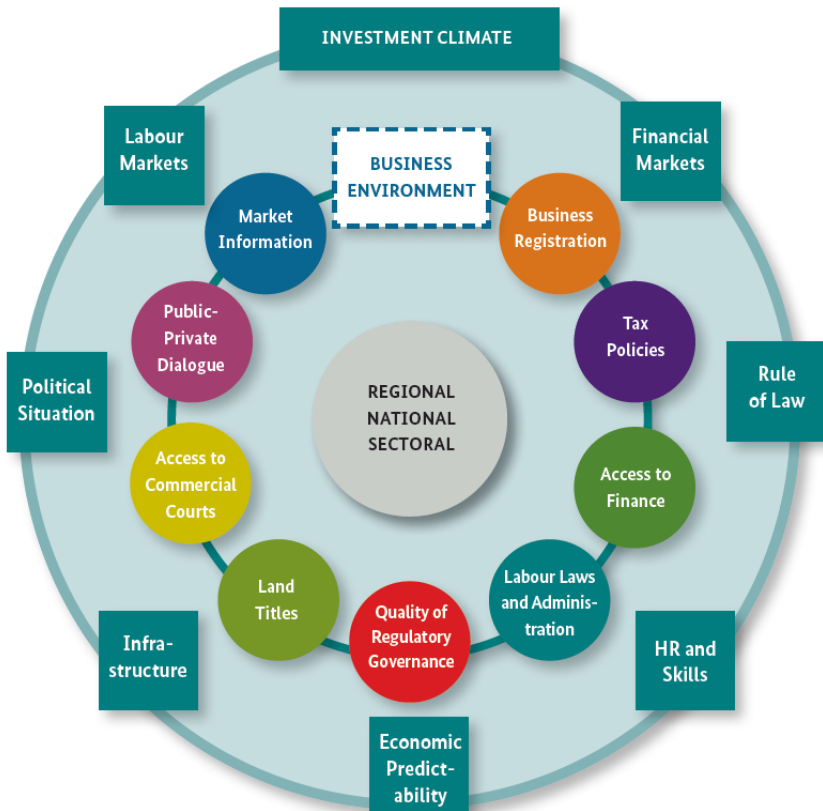 INVESTMENT CLIMATE
Labour
Markets
Financial
Markets
BUSINESS
ENVIRONMENT
Market
Information
Business
Registration
Public-
Private
Dialogue
Tax
Policies
Political
Situation
REGIONAL
NATIONAL
SECTORAL
Rule
of Law
Access to
Commercial
Courts
Access to
Finance
Land
Titles
Quality of
Regulatory
Governance
Labour Laws
and Adminis-
tration
Infra-
structure
HR and
Skills
Economic
Predict-
ability